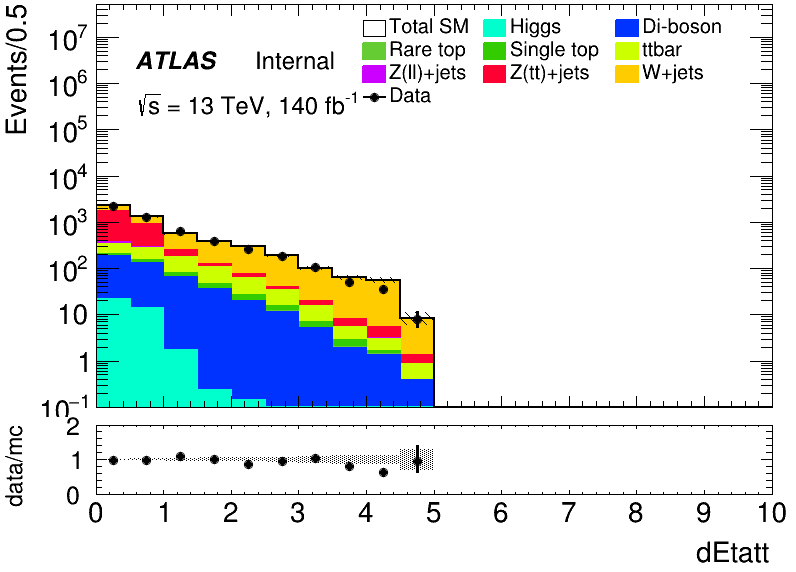 Events/0.5
10⁷
10⁶
10⁵
10⁴
10³
10²
10
1
10⁻¹
ATLAS Internal
√s = 13 TeV, 140 fb⁻¹
Total SM Higgs Di-boson
Rare top Single top ttbar
Z(ll)+jets Z(tt)+jets W+jets
Data
data/mc
2
1
0
0 1 2 3 4 5 6 7 8 9 10
dEtatt